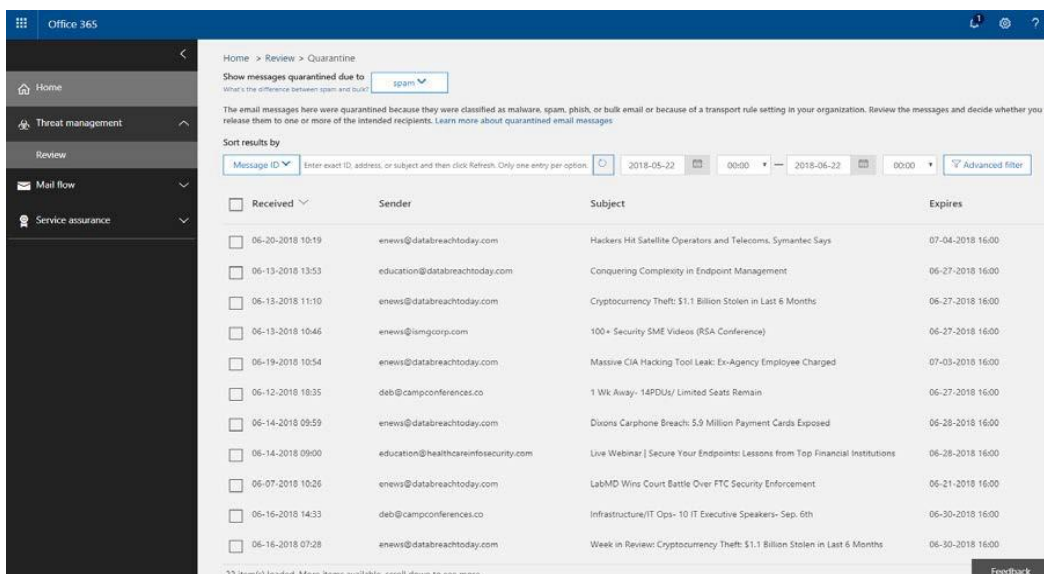 Office 365
1
?
Home
Threat management
Review
Mail flow
Service assurance
Home > Review > Quarantine
Show messages quarantined due to
What's the difference between spam and bulk?
spam
The email messages here were quarantined because they were classified as malware, spam, phish, or bulk email or because of a transport rule setting in your organization. Review the messages and decide whether you
release them to one or more of the intended recipients. Learn more about quarantined email messages
Sort results by
Message ID Enter exact ID, address, or subject and then click Refresh. Only one entry per option. 2018-05-22 00:00 — 2018-06-22 00:00 Advanced filter
Received Sender Subject Expires
06-20-2018 10:19 enews@databreachtoday.com Hackers Hit Satellite Operators and Telecoms, Symantec Says 07-04-2018 16:00
06-13-2018 13:53 education@databreachtoday.com Conquering Complexity in Endpoint Management 06-27-2018 16:00
06-13-2018 11:10 enews@databreachtoday.com Cryptocurrency Theft: $1.1 Billion Stolen in Last 6 Months 06-27-2018 16:00
06-13-2018 10:46 enews@ismgcorp.com 100+ Security SME Videos (RSA Conference) 06-27-2018 16:00
06-19-2018 10:54 enews@databreachtoday.com Massive CIA Hacking Tool Leak: Ex-Agency Employee Charged 07-03-2018 16:00
06-12-2018 18:35 deb@campconferences.co 1 Wk Away- 14PDUs/ Limited Seats Remain 06-27-2018 16:00
06-14-2018 09:59 enews@databreachtoday.com Dixons Carphone Breach: 5.9 Million Payment Cards Exposed 06-28-2018 16:00
06-14-2018 09:00 education@healthcareinfosecurity.com Live Webinar | Secure Your Endpoints: Lessons from Top Financial Institutions 06-28-2018 16:00
06-07-2018 10:26 enews@databreachtoday.com LabMD Wins Court Battle Over FTC Security Enforcement 06-21-2018 16:00
06-16-2018 14:33 deb@campconferences.co Infrastructure/IT Ops- 10 IT Executive Speakers- Sep. 6th 06-30-2018 16:00
06-16-2018 07:28 enews@databreachtoday.com Week in Review: Cryptocurrency Theft: $1.1 Billion Stolen in Last 6 Months 06-30-2018 16:00
item(s) loaded. More items available, scroll down to see more.
Feedback